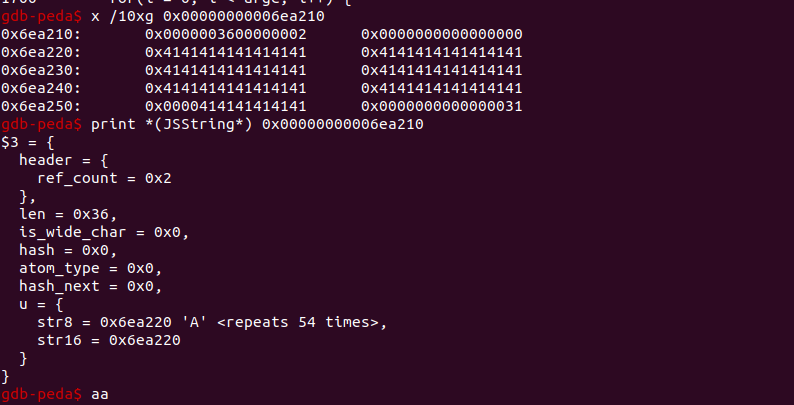 gdb-peda$ x /10xg 0x00000000006ea210
0x6ea210:	0x0000003600000002	0x0000000000000000
0x6ea220:	0x4141414141414141	0x4141414141414141
0x6ea230:	0x4141414141414141	0x4141414141414141
0x6ea240:	0x4141414141414141	0x4141414141414141
0x6ea250:	0x0000414141414141	0x0000000000000031
gdb-peda$ print *(JSString*) 0x00000000006ea210
$3 = {
  header = {
    ref_count = 0x2
  },
  len = 0x36,
  is_wide_char = 0x0,
  hash = 0x0,
  atom_type = 0x0,
  hash_next = 0x0,
  u = {
    str8 = 0x6ea220 'A' <repeats 54 times>,
    str16 = 0x6ea220
  }
}
gdb-peda$ aa